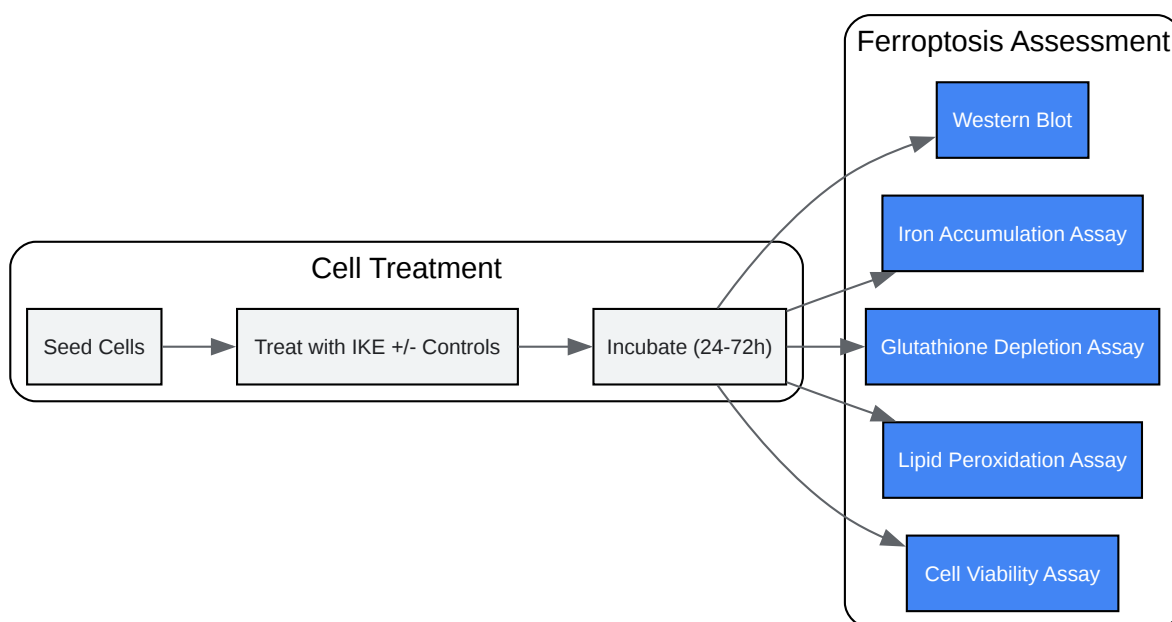 Ferroptosis Assessment
Western Blot
Iron Accumulation Assay
Cell Treatment
Seed Cells
Treat with IKE +/- Controls
Incubate (24-72h)
Glutathione Depletion Assay
Lipid Peroxidation Assay
Cell Viability Assay